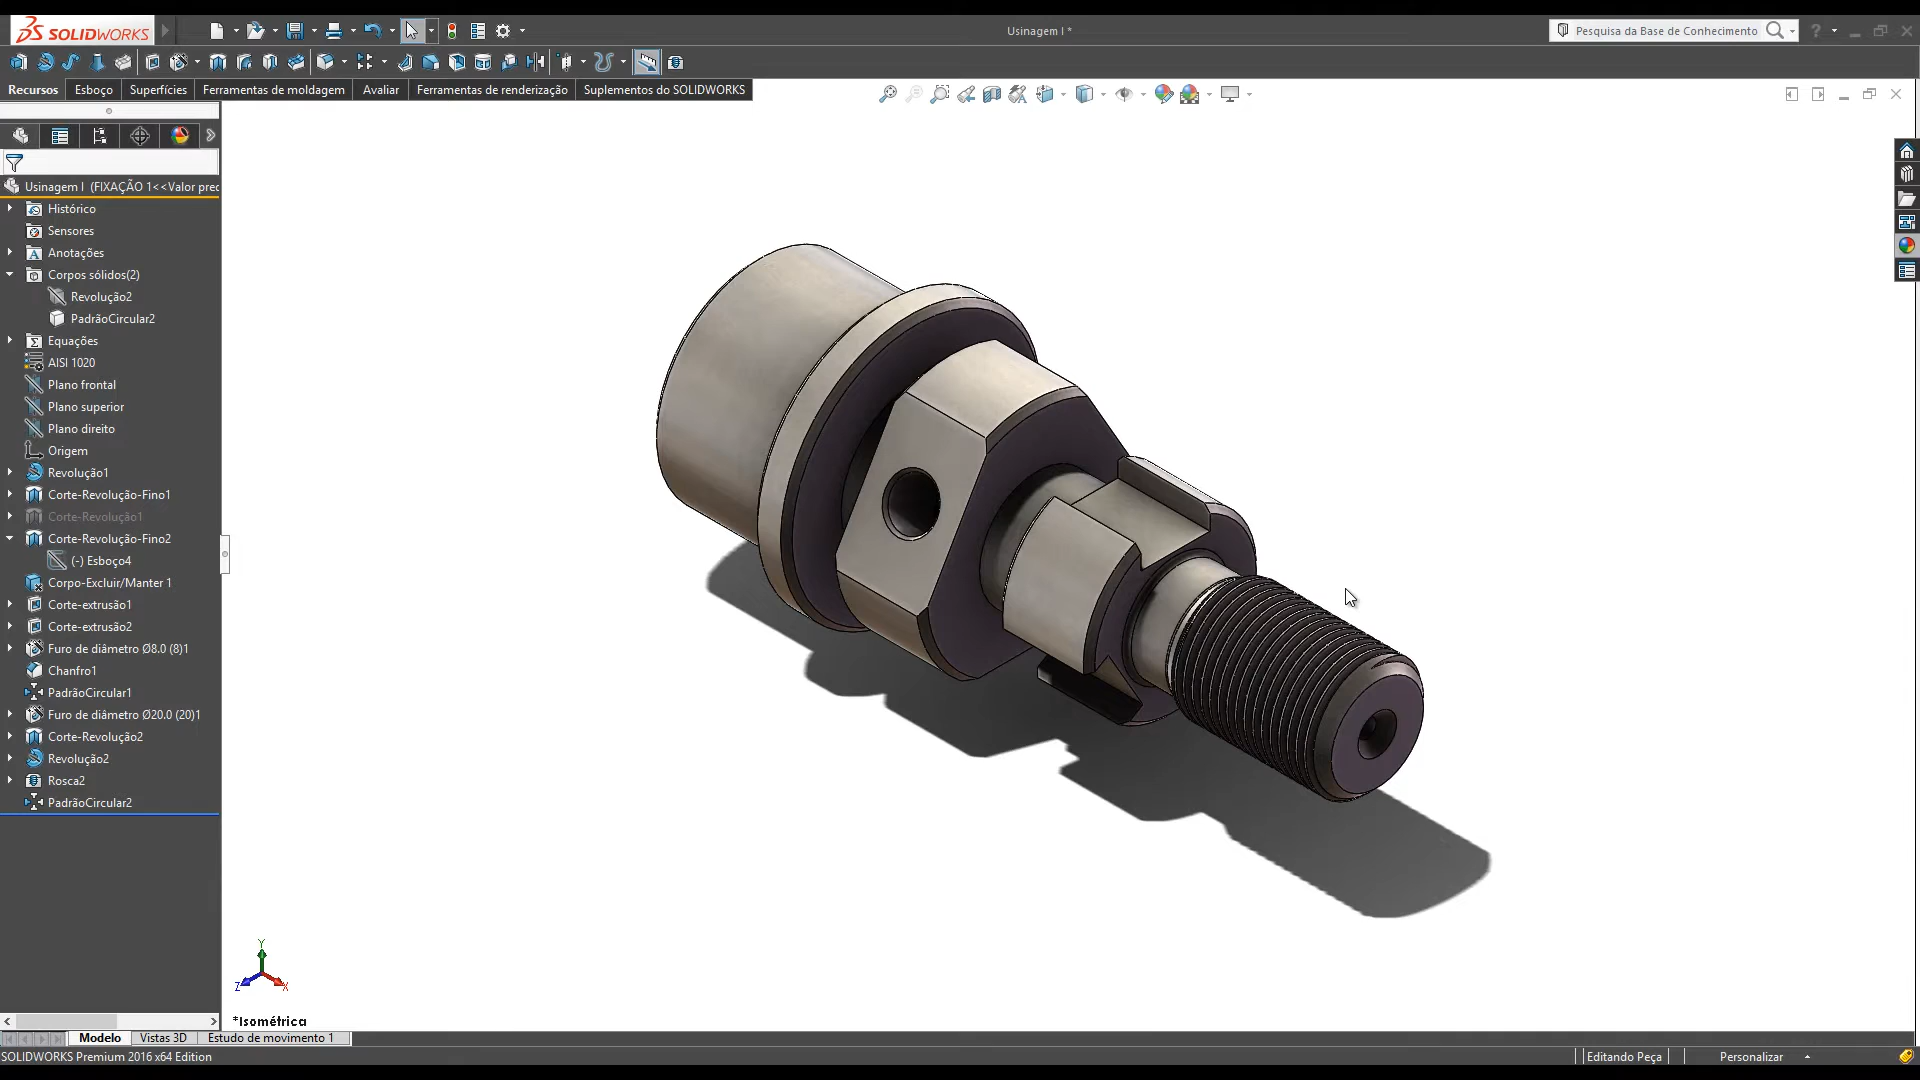 SOLIDWORKS
Usinagem I *
Pesquisa da Base de Conhecimento
Recursos
Esboço
Superfícies
Ferramentas de moldagem
Avaliar
Ferramentas de renderização
Suplementos do SOLIDWORKS
Usinagem I (FIXAÇÃO 1<<Valor prec
Histórico
Sensores
Anotações
Corpos sólidos(2)
Revolução2
PadrãoCircular2
Equações
AISI 1020
Plano frontal
Plano superior
Plano direito
Origem
Revolução1
Corte-Revolução-Fino1
Corte-Revolução1
Corte-Revolução-Fino2
(-) Esboço4
Corpo-Excluir/Manter 1
Corte-extrusão1
Corte-extrusão2
Furo de diâmetro Ø8.0 (8)1
Chanfro1
PadrãoCircular1
Furo de diâmetro Ø20.0 (20)1
Corte-Revolução2
Revolução2
Rosca2
PadrãoCircular2
Y
Z
X
*Isométrica
Modelo
Vistas 3D
Estudo de movimento 1
SOLIDWORKS Premium 2016 x64 Edition
Editando Peça
Personalizar